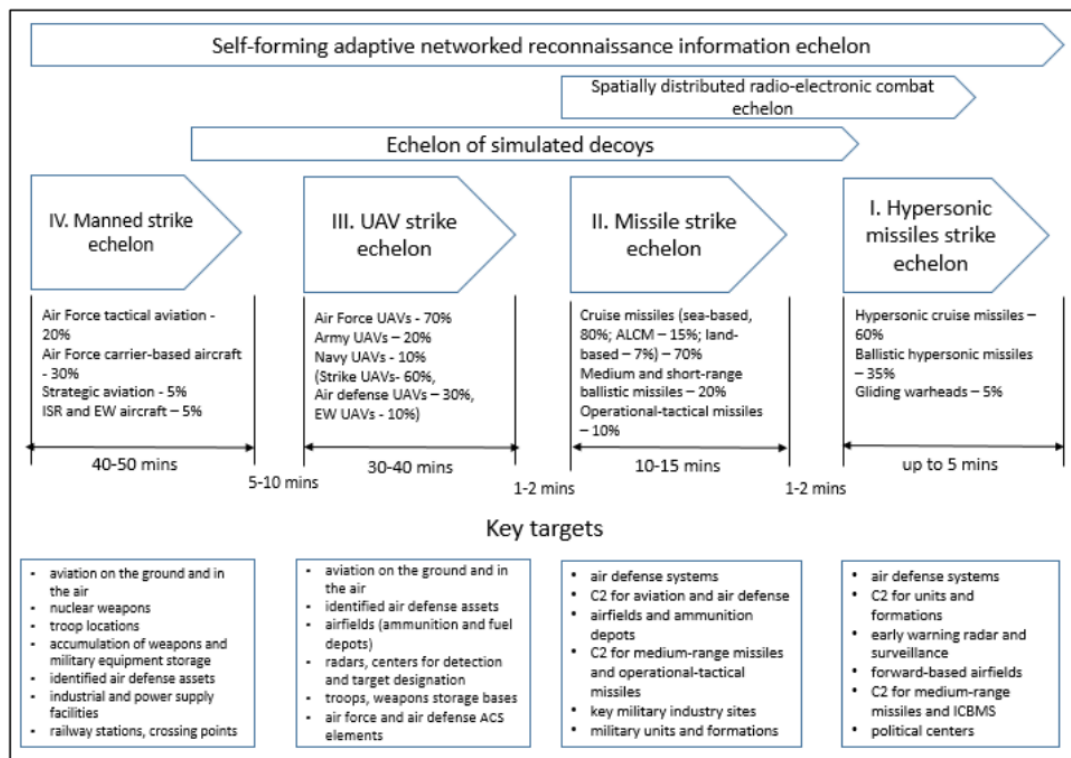 Self-forming adaptive networked reconnaissance information echelon
Spatially distributed radio-electronic combat
echelon
Echelon of simulated decoys
IV. Manned strike
echelon
III. UAV strike
echelon
II. Missile strike
echelon
I. Hypersonic
missiles strike
echelon
Air Force tactical aviation -
20%
Air Force carrier-based aircraft
- 30%
Strategic aviation - 5%
ISR and EW aircraft – 5%
Air Force UAVs - 70%
Army UAVs – 20%
Navy UAVs - 10%
(Strike UAVs- 60%,
Air defense UAVs – 30%,
EW UAVs - 10%)
Cruise missiles (sea-based,
80%; ALCM – 15%; land-
based – 7%) – 70%
Medium and short-range
ballistic missiles – 20%
Operational-tactical missiles
– 10%
Hypersonic cruise missiles –
60%
Ballistic hypersonic missiles
– 35%
Gliding warheads – 5%
40-50 mins
5-10 mins
30-40 mins
1-2 mins
10-15 mins
1-2 mins
up to 5 mins
Key targets
- aviation on the ground and in
the air
- nuclear weapons
- troop locations
- accumulation of weapons and
military equipment storage
- identified air defense assets
- industrial and power supply
facilities
- railway stations, crossing points
- aviation on the ground and in
the air
- identified air defense assets
- airfields (ammunition and fuel
depots)
- radars, centers for detection
and target designation
- troops, weapons storage bases
- air force and air defense ACS
elements
• air defense systems
• C2 for aviation and air defense
• airfields and ammunition
depots
• C2 for medium-range missiles
and operational-tactical
missiles
• key military industry sites
• military units and formations
• air defense systems
• C2 for units and
formations
• early warning radar and
surveillance
• forward-based airfields
• C2 for medium-range
missiles and ICBMS
• political centers